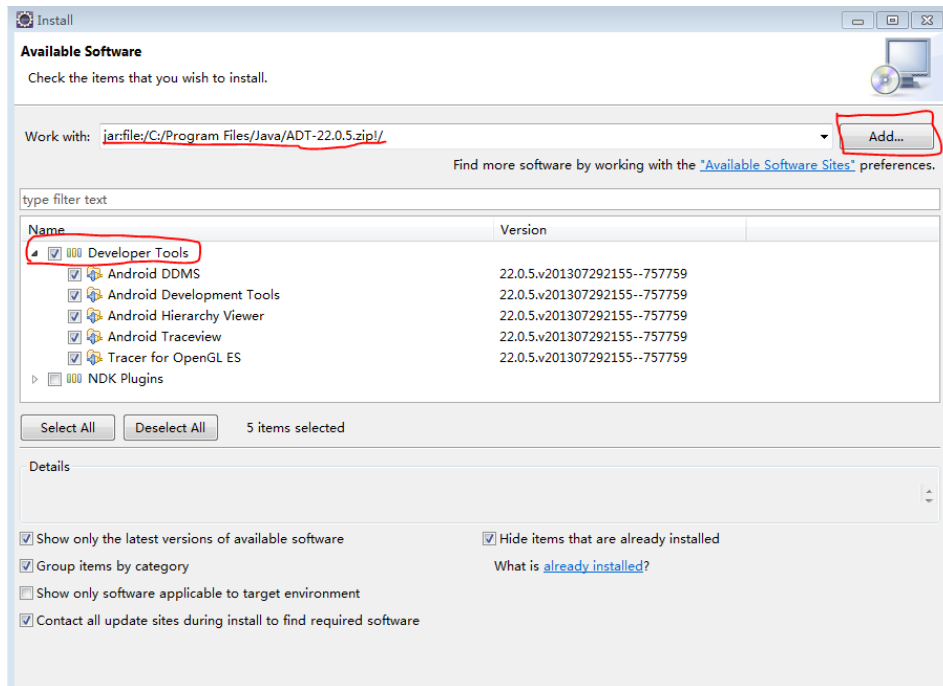 Install
Available Software
Check the items that you wish to install.
Work with: jar:file:/C:/Program Files/Java/ADT-22.0.5.zip!/ Add...
Find more software by working with the "Available Software Sites" preferences.
type filter text
Name Version
Developer Tools
Android DDMS 22.0.5.v201307292155--757759
Android Development Tools 22.0.5.v201307292155--757759
Android Hierarchy Viewer 22.0.5.v201307292155--757759
Android Traceview 22.0.5.v201307292155--757759
Tracer for OpenGL ES 22.0.5.v201307292155--757759
NDK Plugins
Select All Deselect All 5 items selected
Details
Show only the latest versions of available software Hide items that are already installed
Group items by category What is already installed?
Show only software applicable to target environment
Contact all update sites during install to find required software